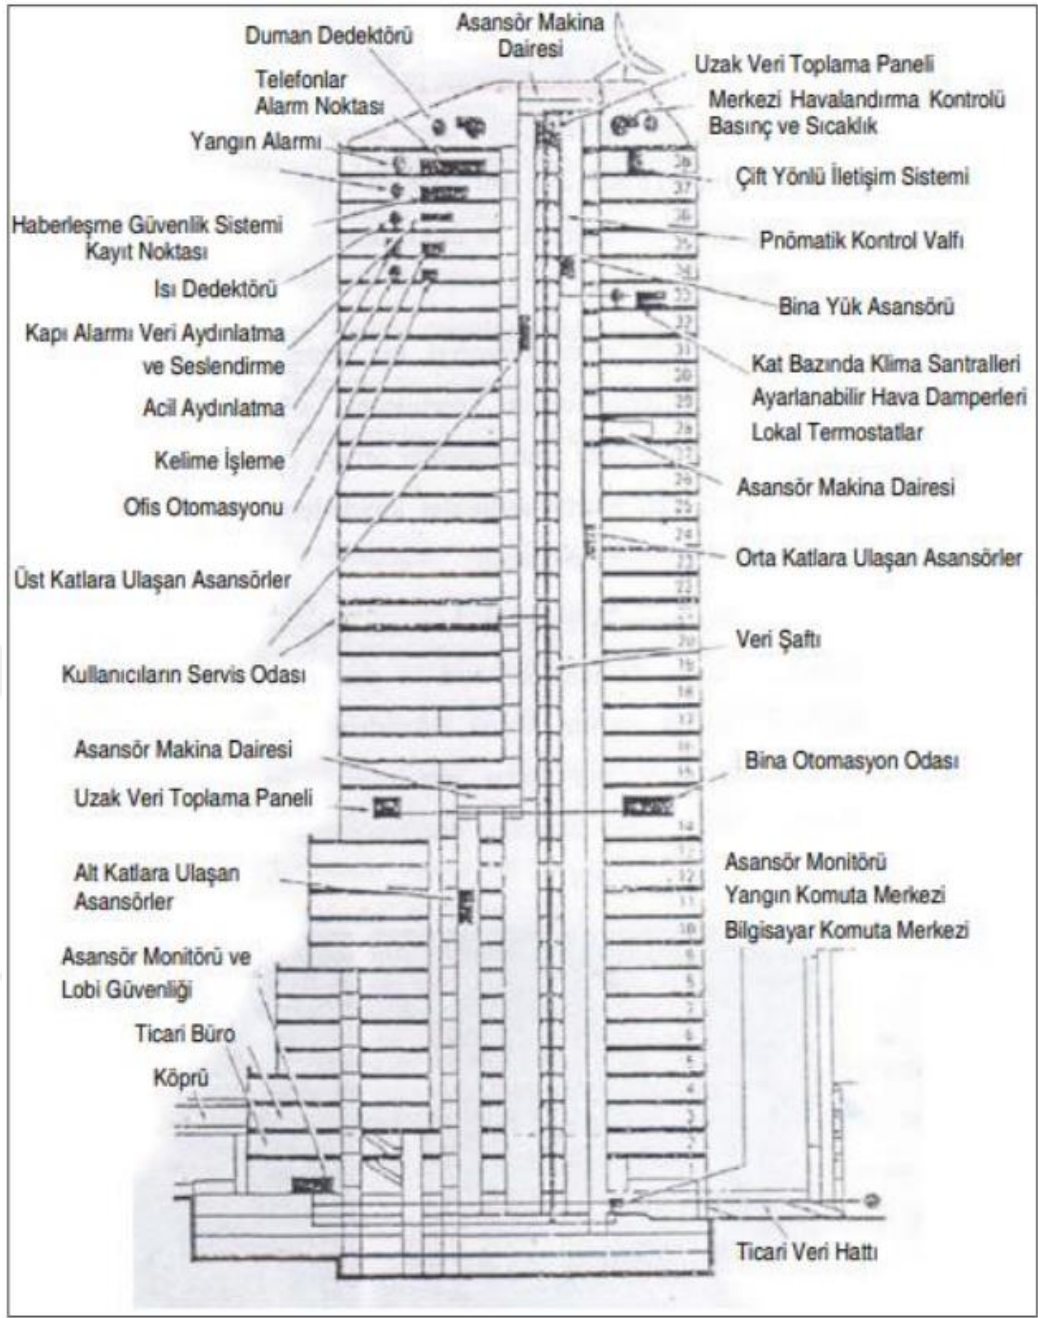 Duman Dedektörü
Telefonlar
Alarm Noktası
Yangın Alarmı
Haberleşme Güvenlik Sistemi
Kayıt Noktası
Isı Dedektörü
Kapı Alarmı Veri Aydınlatma
ve Seslendirme
Acil Aydınlatma
Kelime İşleme
Ofis Otomasyonu
Üst Katlara Ulaşan Asansörler
Kullanıcıların Servis Odası
Asansör Makina Dairesi
Uzak Veri Toplama Paneli
Alt Katlara Ulaşan
Asansörler
Asansör Monitörü ve
Lobi Güvenliği
Ticari Büro
Köprü
Asansör Makina
Dairesi
Uzak Veri Toplama Paneli
Merkezi Havalandırma Kontrolü
Basınç ve Sıcaklık
Çift Yönlü İletişim Sistemi
Pnömatik Kontrol Valfı
Bina Yük Asansörü
Kat Bazında Klima Santralleri
Ayarlanabilir Hava Damperleri
Lokal Termostatlar
Asansör Makina Dairesi
Orta Katlara Ulaşan Asansörler
Veri Şaftı
Bina Otomasyon Odası
Asansör Monitörü
Yangın Komuta Merkezi
Bilgisayar Komuta Merkezi
Ticari Veri Hattı